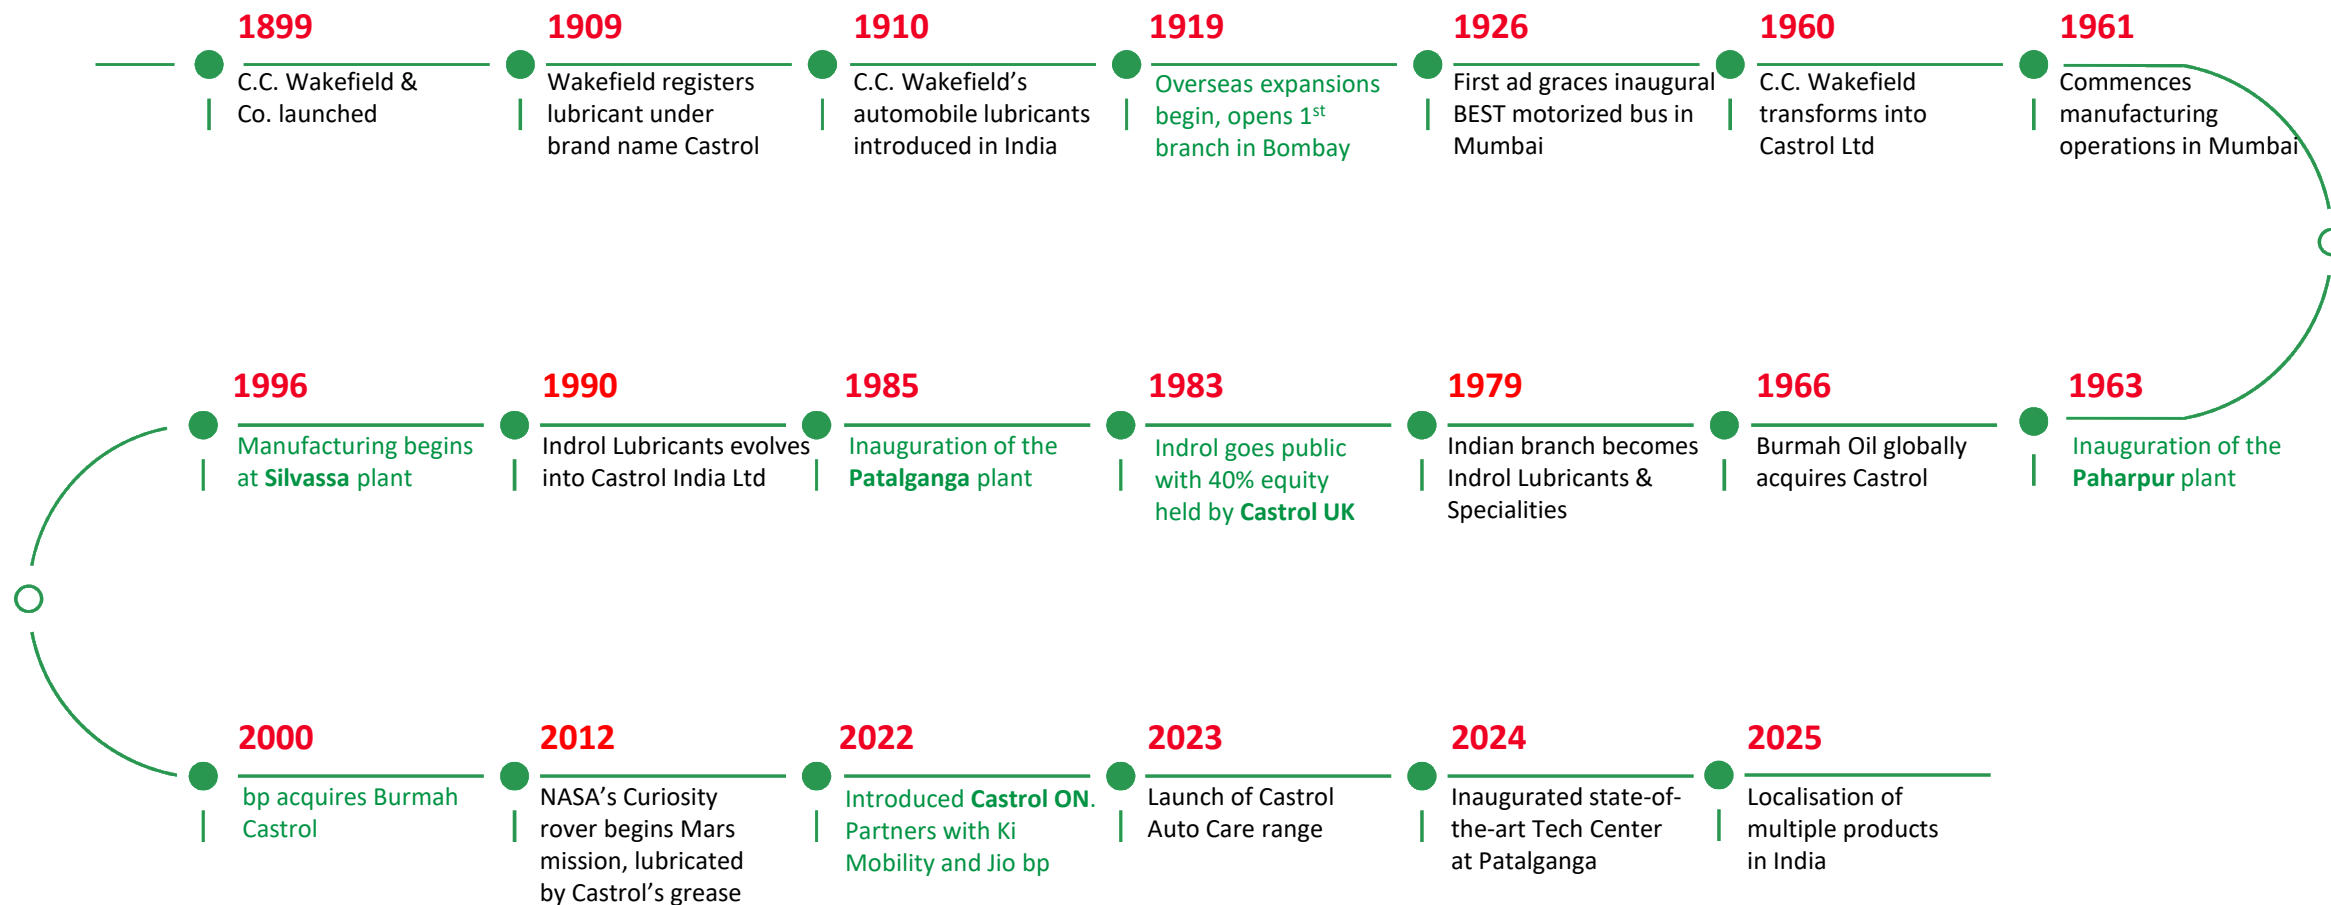 1899
C.C. Wakefield &
Co. launched
1909
Wakefield registers
lubricant under
brand name Castrol
1910
C.C. Wakefield’s
automobile lubricants
introduced in India
1919
Overseas expansions
begin, opens 1st
branch in Bombay
1926
First ad graces inaugural
BEST motorized bus in
Mumbai
1960
C.C. Wakefield
transforms into
Castrol Ltd
1961
Commences
manufacturing
operations in Mumbai
1963
Inauguration of the
Paharpur plant
1966
Burmah Oil globally
acquires Castrol
1979
Indian branch becomes
Indrol Lubricants &
Specialities
1983
Indrol goes public
with 40% equity
held by Castrol UK
1985
Inauguration of the
Patalganga plant
1990
Indrol Lubricants evolves
into Castrol India Ltd
1996
Manufacturing begins
at Silvassa plant
2000
bp acquires Burmah
Castrol
2012
NASA’s Curiosity
rover begins Mars
mission, lubricated
by Castrol’s grease
2022
Introduced Castrol ON.
Partners with Ki
Mobility and Jio bp
2023
Launch of Castrol
Auto Care range
2024
Inaugurated state-of-
the-art Tech Center
at Patalganga
2025
Localisation of
multiple products
in India